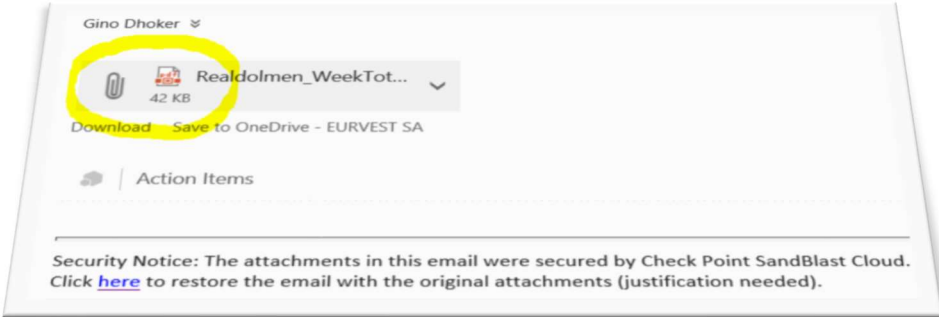 Gino Dhoker
Realdolmen_WeekTot...
42 KB
Download Save to OneDrive - EURVEST SA
Action Items
Security Notice: The attachments in this email were secured by Check Point SandBlast Cloud.
Click here to restore the email with the original attachments (justification needed).